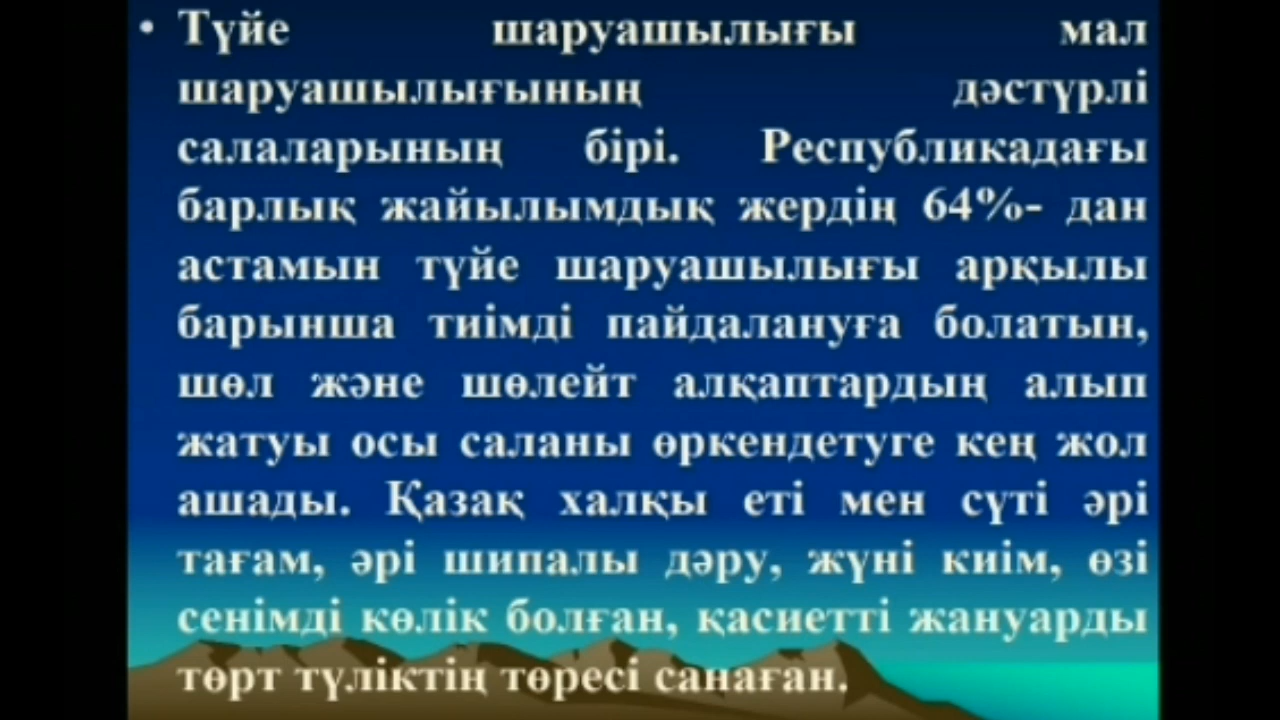 • Түйе шаруашылығы мал
шаруашылығының дәстүрлі
салаларының бірі. Республикадағы
барлық жайылымдық жердің 64%- дан
астамын түйе шаруашылығы арқылы
барынша тиімді пайдалануға болатын,
шөл және шөлейт алқаптардың алып
жатуы осы саланы өркендетуге кең жол
ашады. Қазақ халқы еті мен сүті әрі
тағам, әрі шипалы дәру, жүні киім, өзі
сенімді көлік болған, қасиетті жануарды
төрт түліктің төресі санаған.